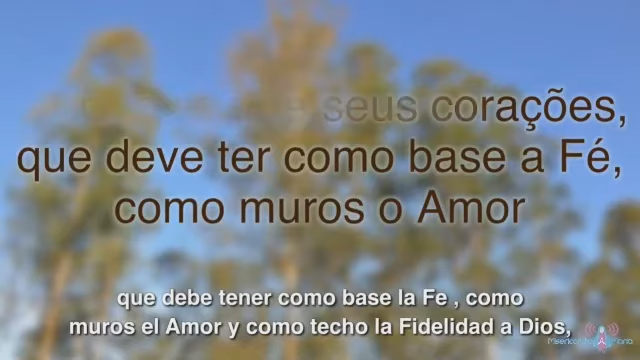 seus corações,
que deve ter como base a Fé,
como muros o Amor
que debe tener como base la Fe , como
muros el Amor y como techo la Fidelidad a Dios,